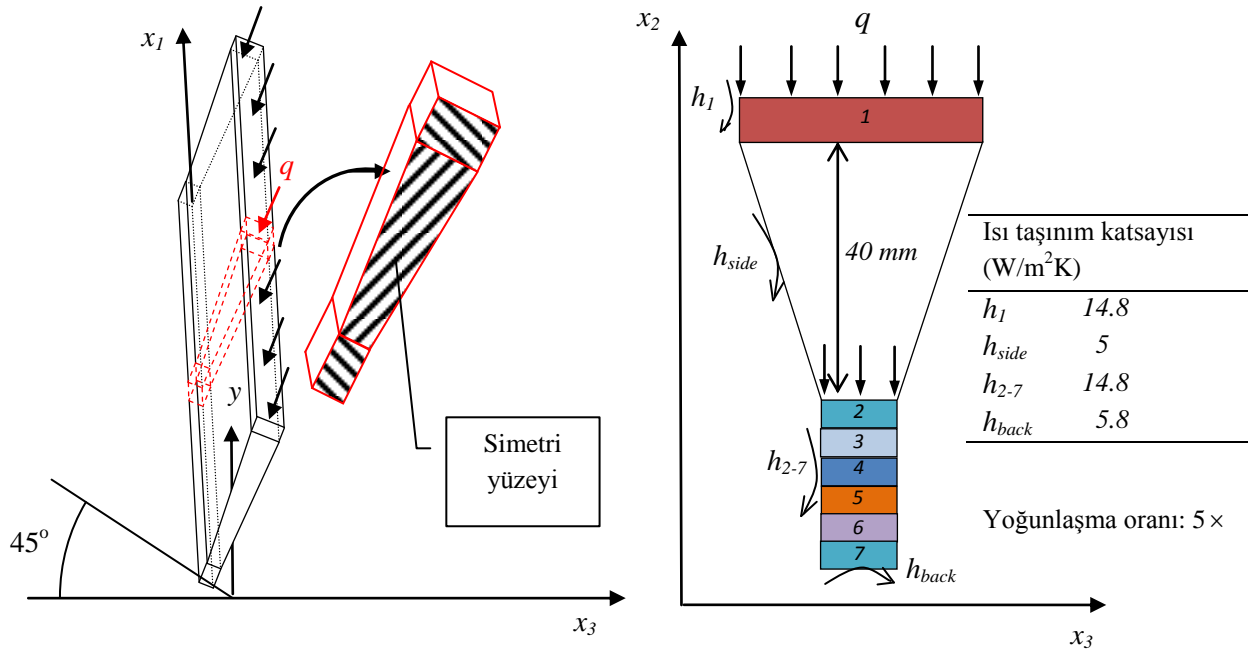 x1
q
y
45°
x3
Simetri
yüzeyi
x2
q
h1
1
hside
40 mm
2
3
4
5
6
7
h2-7
hback
x3
Isı taşınım katsayısı
(W/m²K)
h1 14.8
hside 5
h2-7 14.8
hback 5.8
Yoğunlaşma oranı: 5 ×